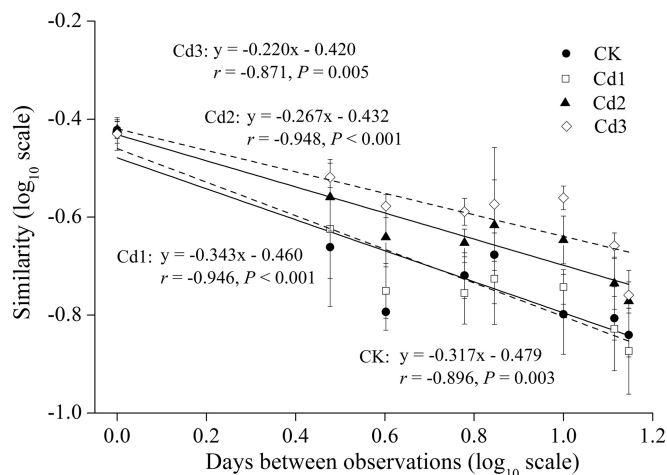 -0.2
Cd3: y = -0.220x - 0.420
r = -0.871, P = 0.005
CK
Cd1
Cd2
Cd3
-0.4
Cd2: y = -0.267x - 0.432
r = -0.948, P < 0.001
Similarity (log10 scale)
-0.6
Cd1: y = -0.343x - 0.460
r = -0.946, P < 0.001
-0.8
CK: y = -0.317x - 0.479
r = -0.896, P = 0.003
-1.0
0.0 0.2 0.4 0.6 0.8 1.0 1.2
Days between observations (log10 scale)